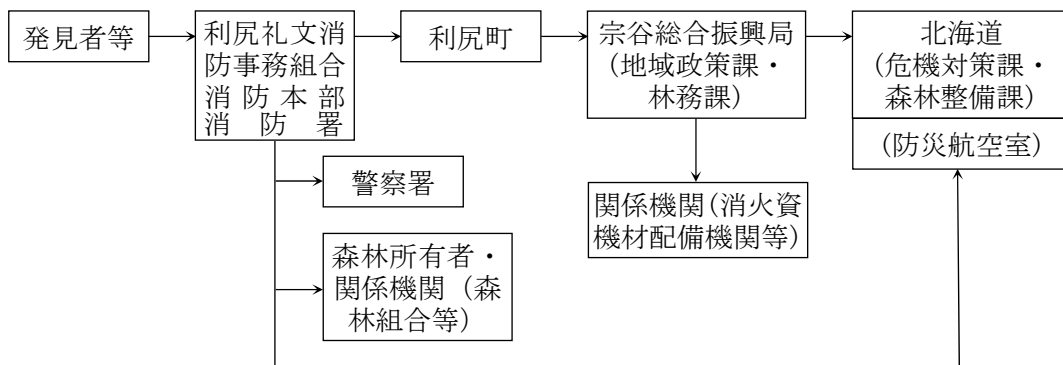 発見者等
利尻礼文消
防事務組合
消防本部
消防署
利尻町
宗谷総合振興局
(地域政策課・
林務課)
北海道
(危機対策課・
森林整備課)
(防災航空室)
警察署
関係機関(消火資
機材配備機関等)
森林所有者・
関係機関(森
林組合等)